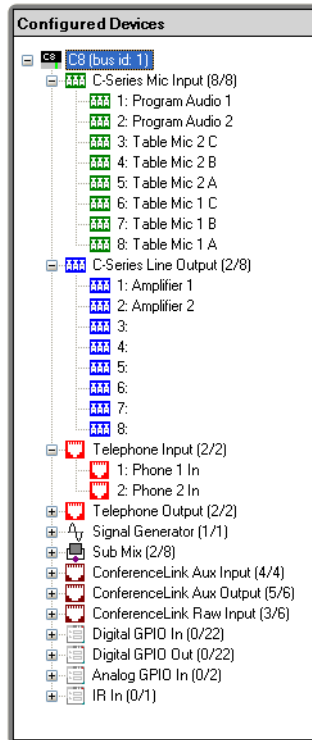 Configured Devices
C8 C8 (bus id: 1)
C-Series Mic Input (8/8)
1: Program Audio 1
2: Program Audio 2
3: Table Mic 2 C
4: Table Mic 2 B
5: Table Mic 2 A
6: Table Mic 1 C
7: Table Mic 1 B
8: Table Mic 1 A
C-Series Line Output (2/8)
1: Amplifier 1
2: Amplifier 2
3:
4:
5:
6:
7:
8:
Telephone Input (2/2)
1: Phone 1 In
2: Phone 2 In
Telephone Output (2/2)
Signal Generator (1/1)
Sub Mix (2/8)
ConferenceLink Aux Input (4/4)
ConferenceLink Aux Output (5/6)
ConferenceLink Raw Input (3/6)
Digital GPIO In (0/22)
Digital GPIO Out (0/22)
Analog GPIO In (0/2)
IR In (0/1)